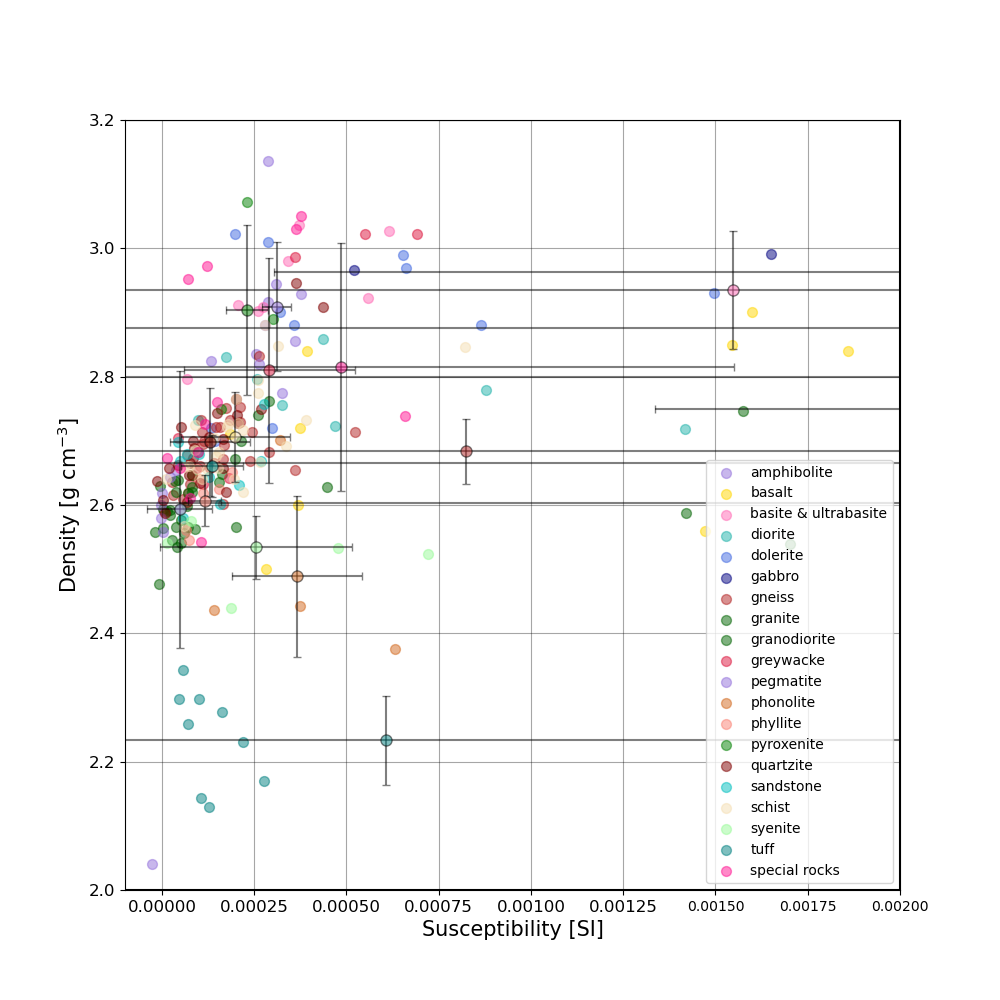 3.2
3.0
2.8
2.6
2.4
2.2
2.0
Density [g cm⁻³]
0.00000 0.00025 0.00050 0.00075 0.00100 0.00125 0.00150 0.00175 0.00200
Susceptibility [SI]
amphibolite
basalt
basite & ultrabasite
diorite
dolerite
gabbro
gneiss
granite
granodiorite
greywacke
pegmatite
phonolite
phyllite
pyroxenite
quartzite
sandstone
schist
syenite
tuff
special rocks